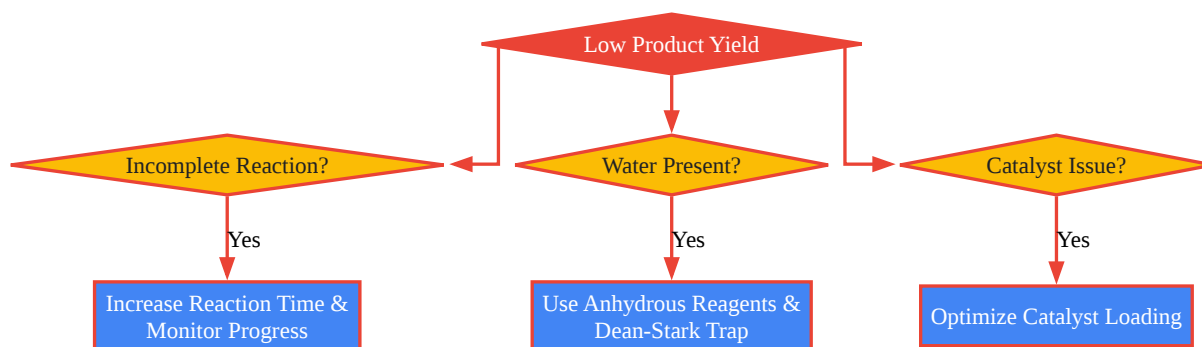 Low Product Yield
Incomplete Reaction?
Water Present?
Catalyst Issue?
Yes
Yes
Yes
Increase Reaction Time &
Monitor Progress
Use Anhydrous Reagents &
Dean-Stark Trap
Optimize Catalyst Loading